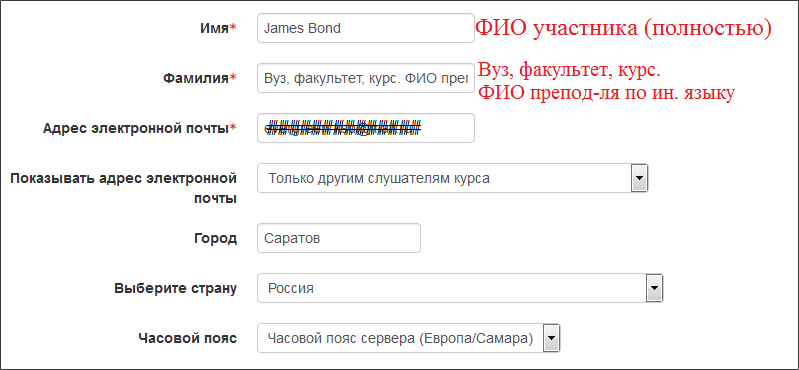 Имя* James Bond ФИО участника (полностью)
Фамилия* Вуз, факультет, курс. ФИО преп Вуз, факультет, курс.
ФИО препод-ля по ин. языку
Адрес электронной почты*
Показывать адрес электронной Только другим слушателям курса
почты
Город Саратов
Выберите страну Россия
Часовой пояс Часовой пояс сервера (Европа/Самара)